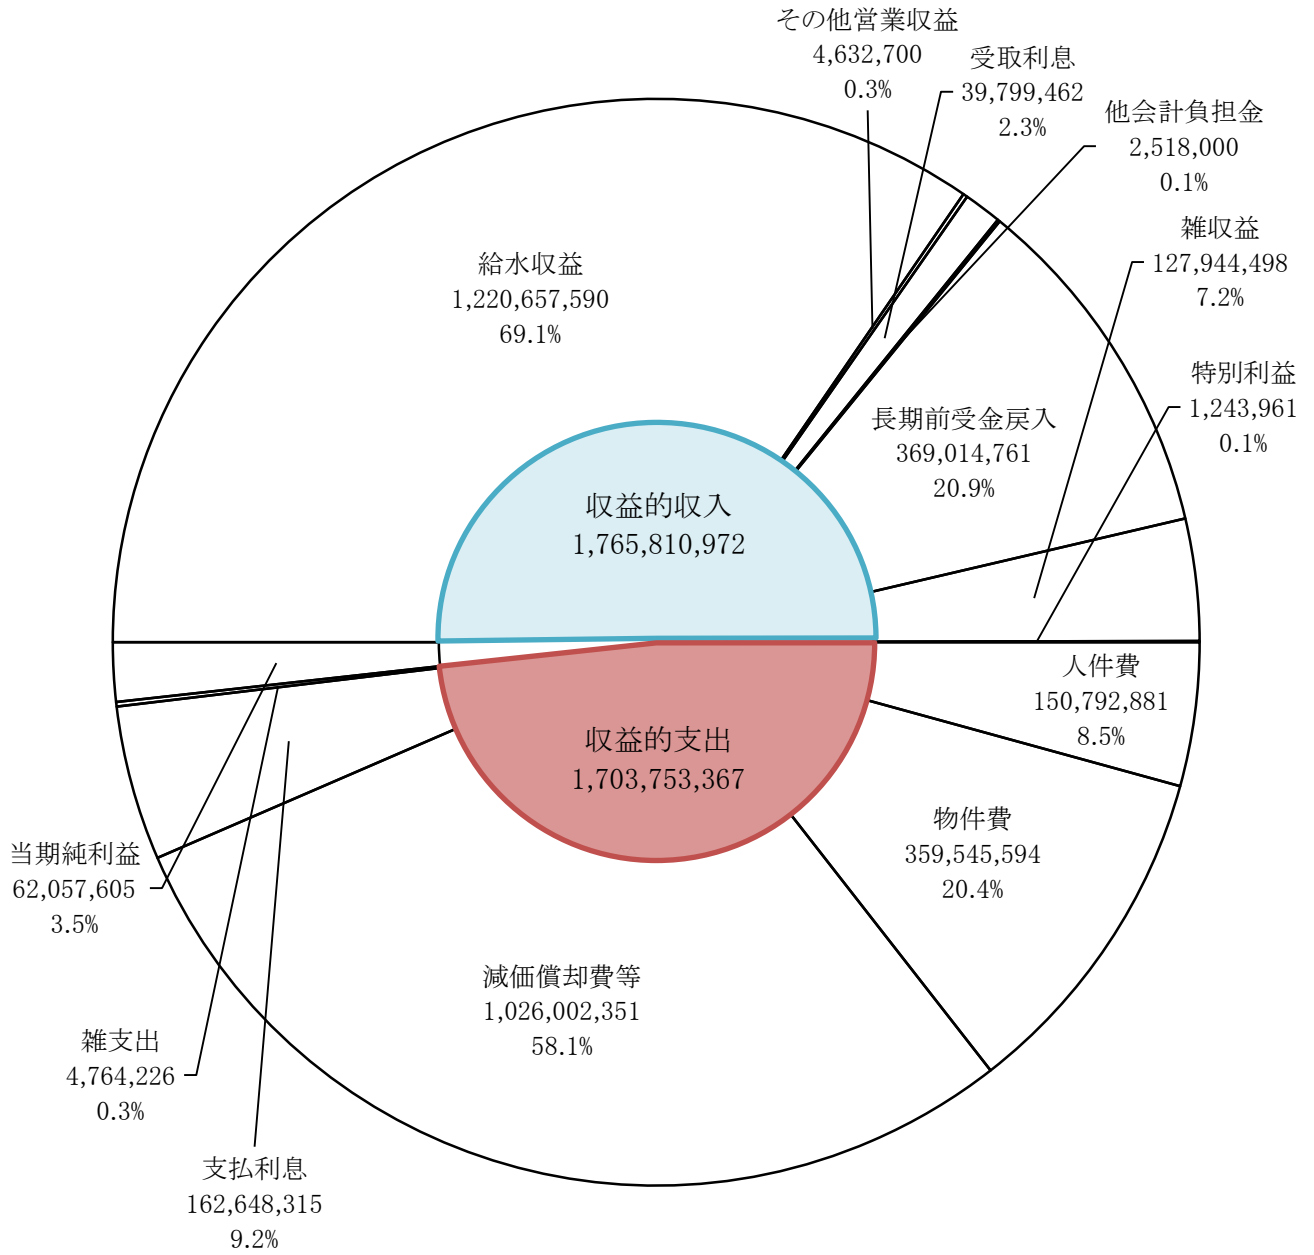 その他営業収益
4,632,700
0.3%
受取利息
39,799,462
2.3%
他会計負担金
2,518,000
0.1%
雑収益
127,944,498
7.2%
給水収益
1,220,657,590
69.1%
特別利益
1,243,961
0.1%
長期前受金戻入
369,014,761
20.9%
収益的収入
1,765,810,972
人件費
150,792,881
8.5%
収益的支出
1,703,753,367
物件費
359,545,594
20.4%
当期純利益
62,057,605
3.5%
減価償却費等
1,026,002,351
58.1%
雑支出
4,764,226
0.3%
支払利息
162,648,315
9.2%